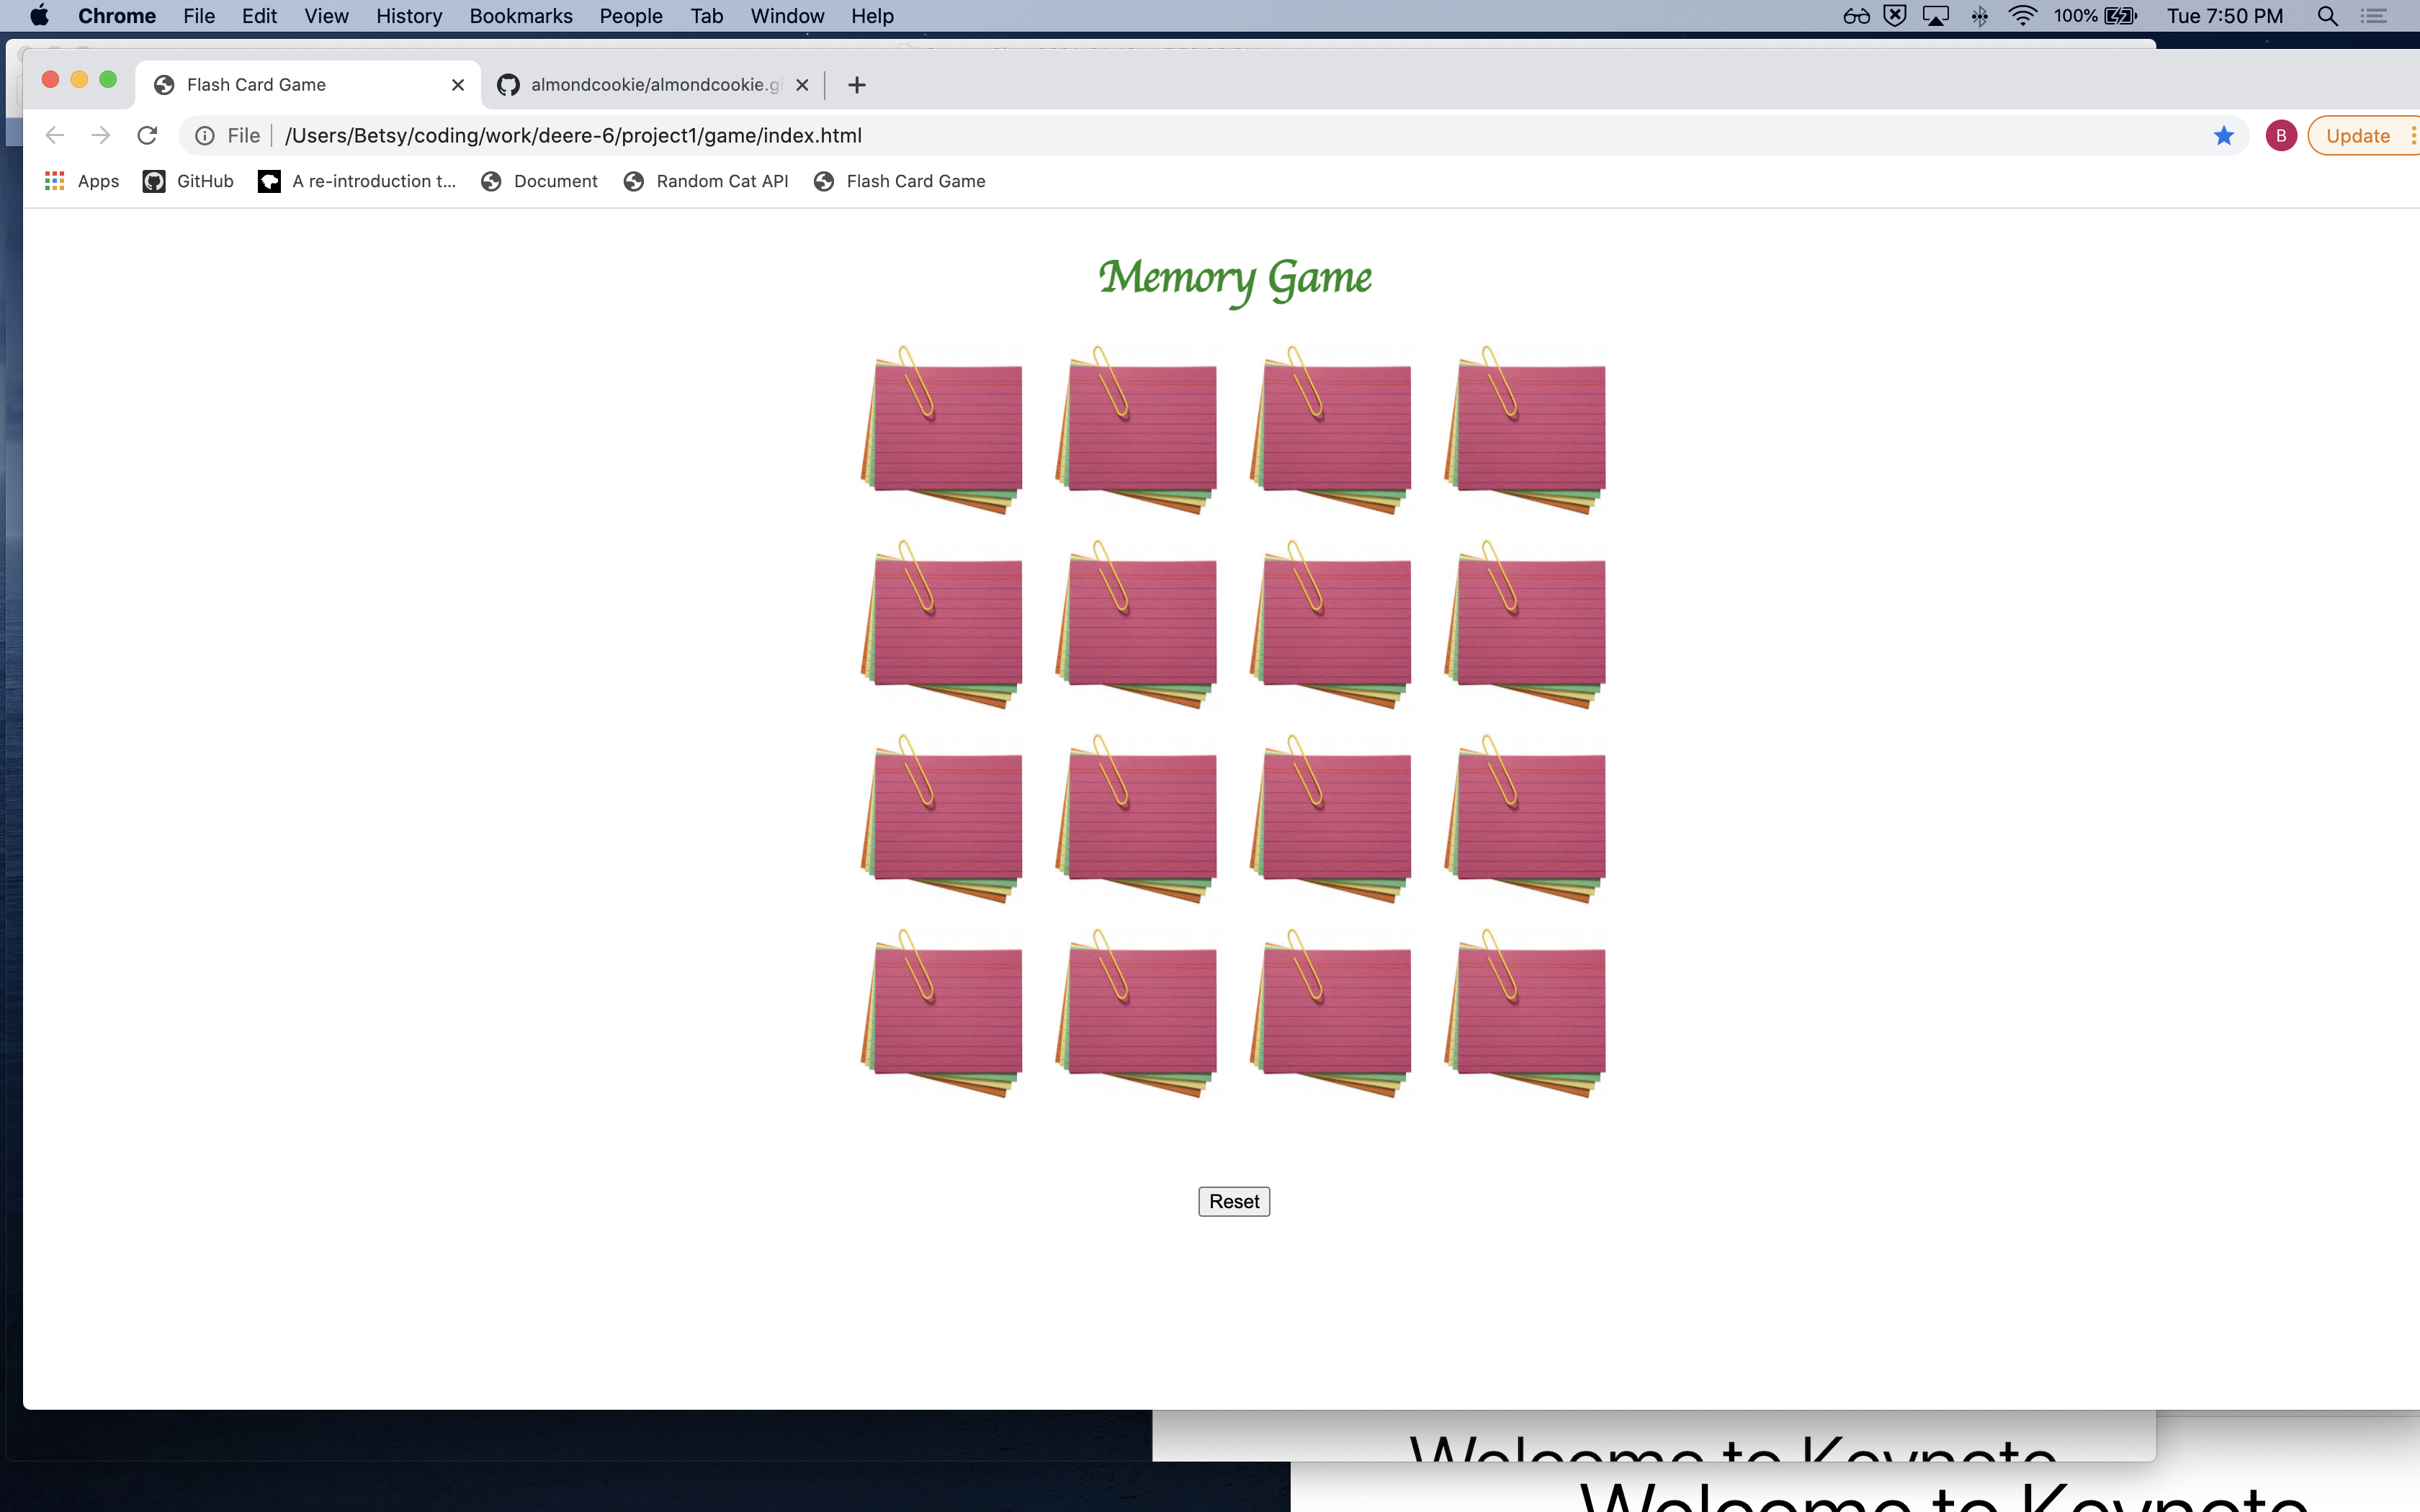 Chrome File Edit View History Bookmarks People Tab Window Help 100% Tue 7:50 PM
Flash Card Game almondcookie/almondcookie.gi
File /Users/Betsy/coding/work/deere-6/project1/game/index.html B Update
Apps GitHub A re-introduction t... Document Random Cat API Flash Card Game
Memory Game
Reset
Welcome to Keynote
Welcome to Keynote